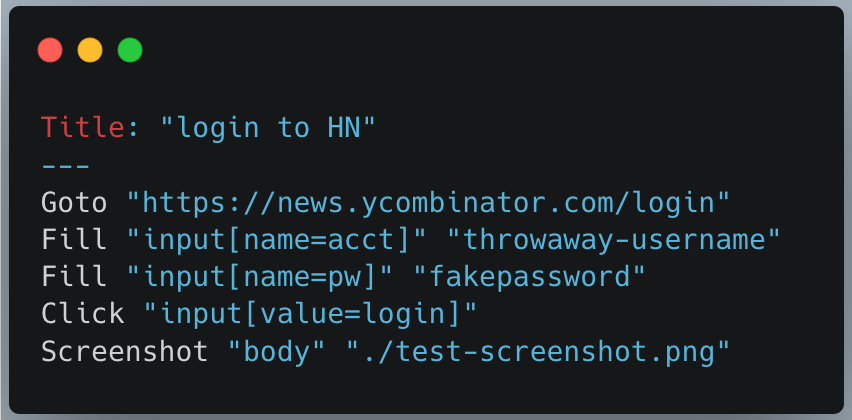 Title: "login to HN"
---
Goto "https://news.ycombinator.com/login"
Fill "input[name=acct]" "throwaway-username"
Fill "input[name=pw]" "fakepassword"
Click "input[value=login]"
Screenshot "body" "./test-screenshot.png"